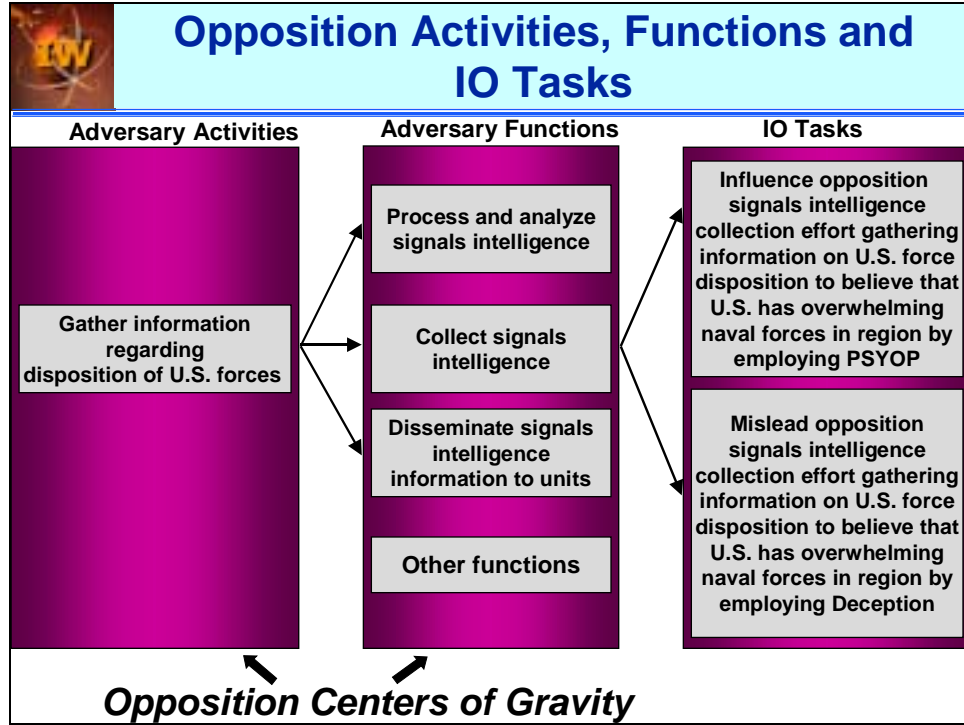 IW
Opposition Activities, Functions and
IO Tasks
Adversary Activities
Adversary Functions
IO Tasks
Gather information
regarding
disposition of U.S. forces
Process and analyze
signals intelligence
Collect signals
intelligence
Disseminate signals
intelligence
information to units
Other functions
Influence opposition
signals intelligence
collection effort gathering
information on U.S. force
disposition to believe that
U.S. has overwhelming
naval forces in region by
employing PSYOP
Mislead opposition
signals intelligence
collection effort gathering
information on U.S. force
disposition to believe that
U.S. has overwhelming
naval forces in region by
employing Deception
Opposition Centers of Gravity